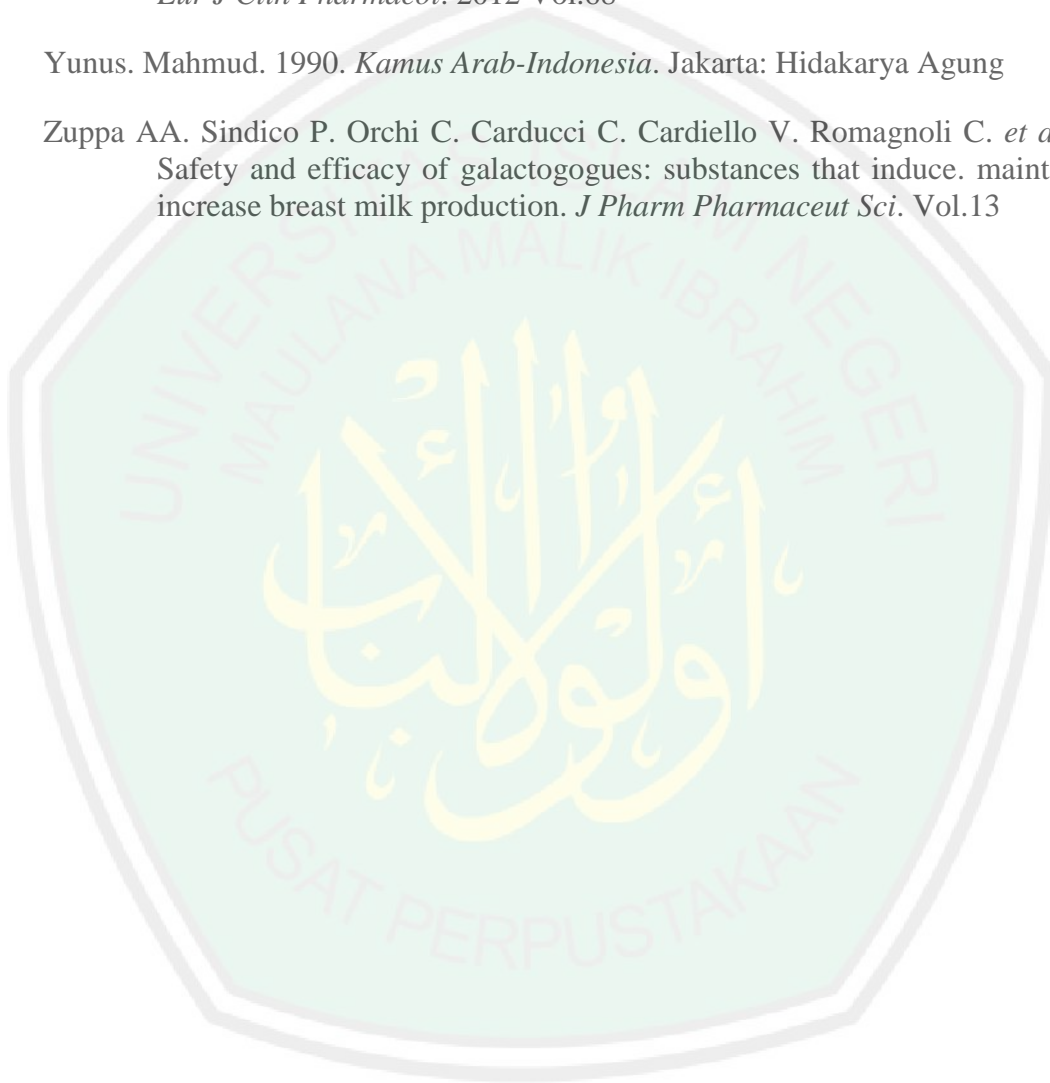 Eur J Clin Pharmacol. 2012 Vol.68
Yunus. Mahmud. 1990. Kamus Arab-Indonesia. Jakarta: Hidakarya Agung
Zuppa AA. Sindico P. Orchi C. Carducci C. Cardiello V. Romagnoli C. et a
Safety and efficacy of galactogogues: substances that induce. maint
increase breast milk production. J Pharm Pharmaceut Sci. Vol.13
UNIVERSITAS ISLAM NEGERI
MAULANA MALIK IBRAHIM
أولوا الألباب
PUSAT PERPUSTAKAAN